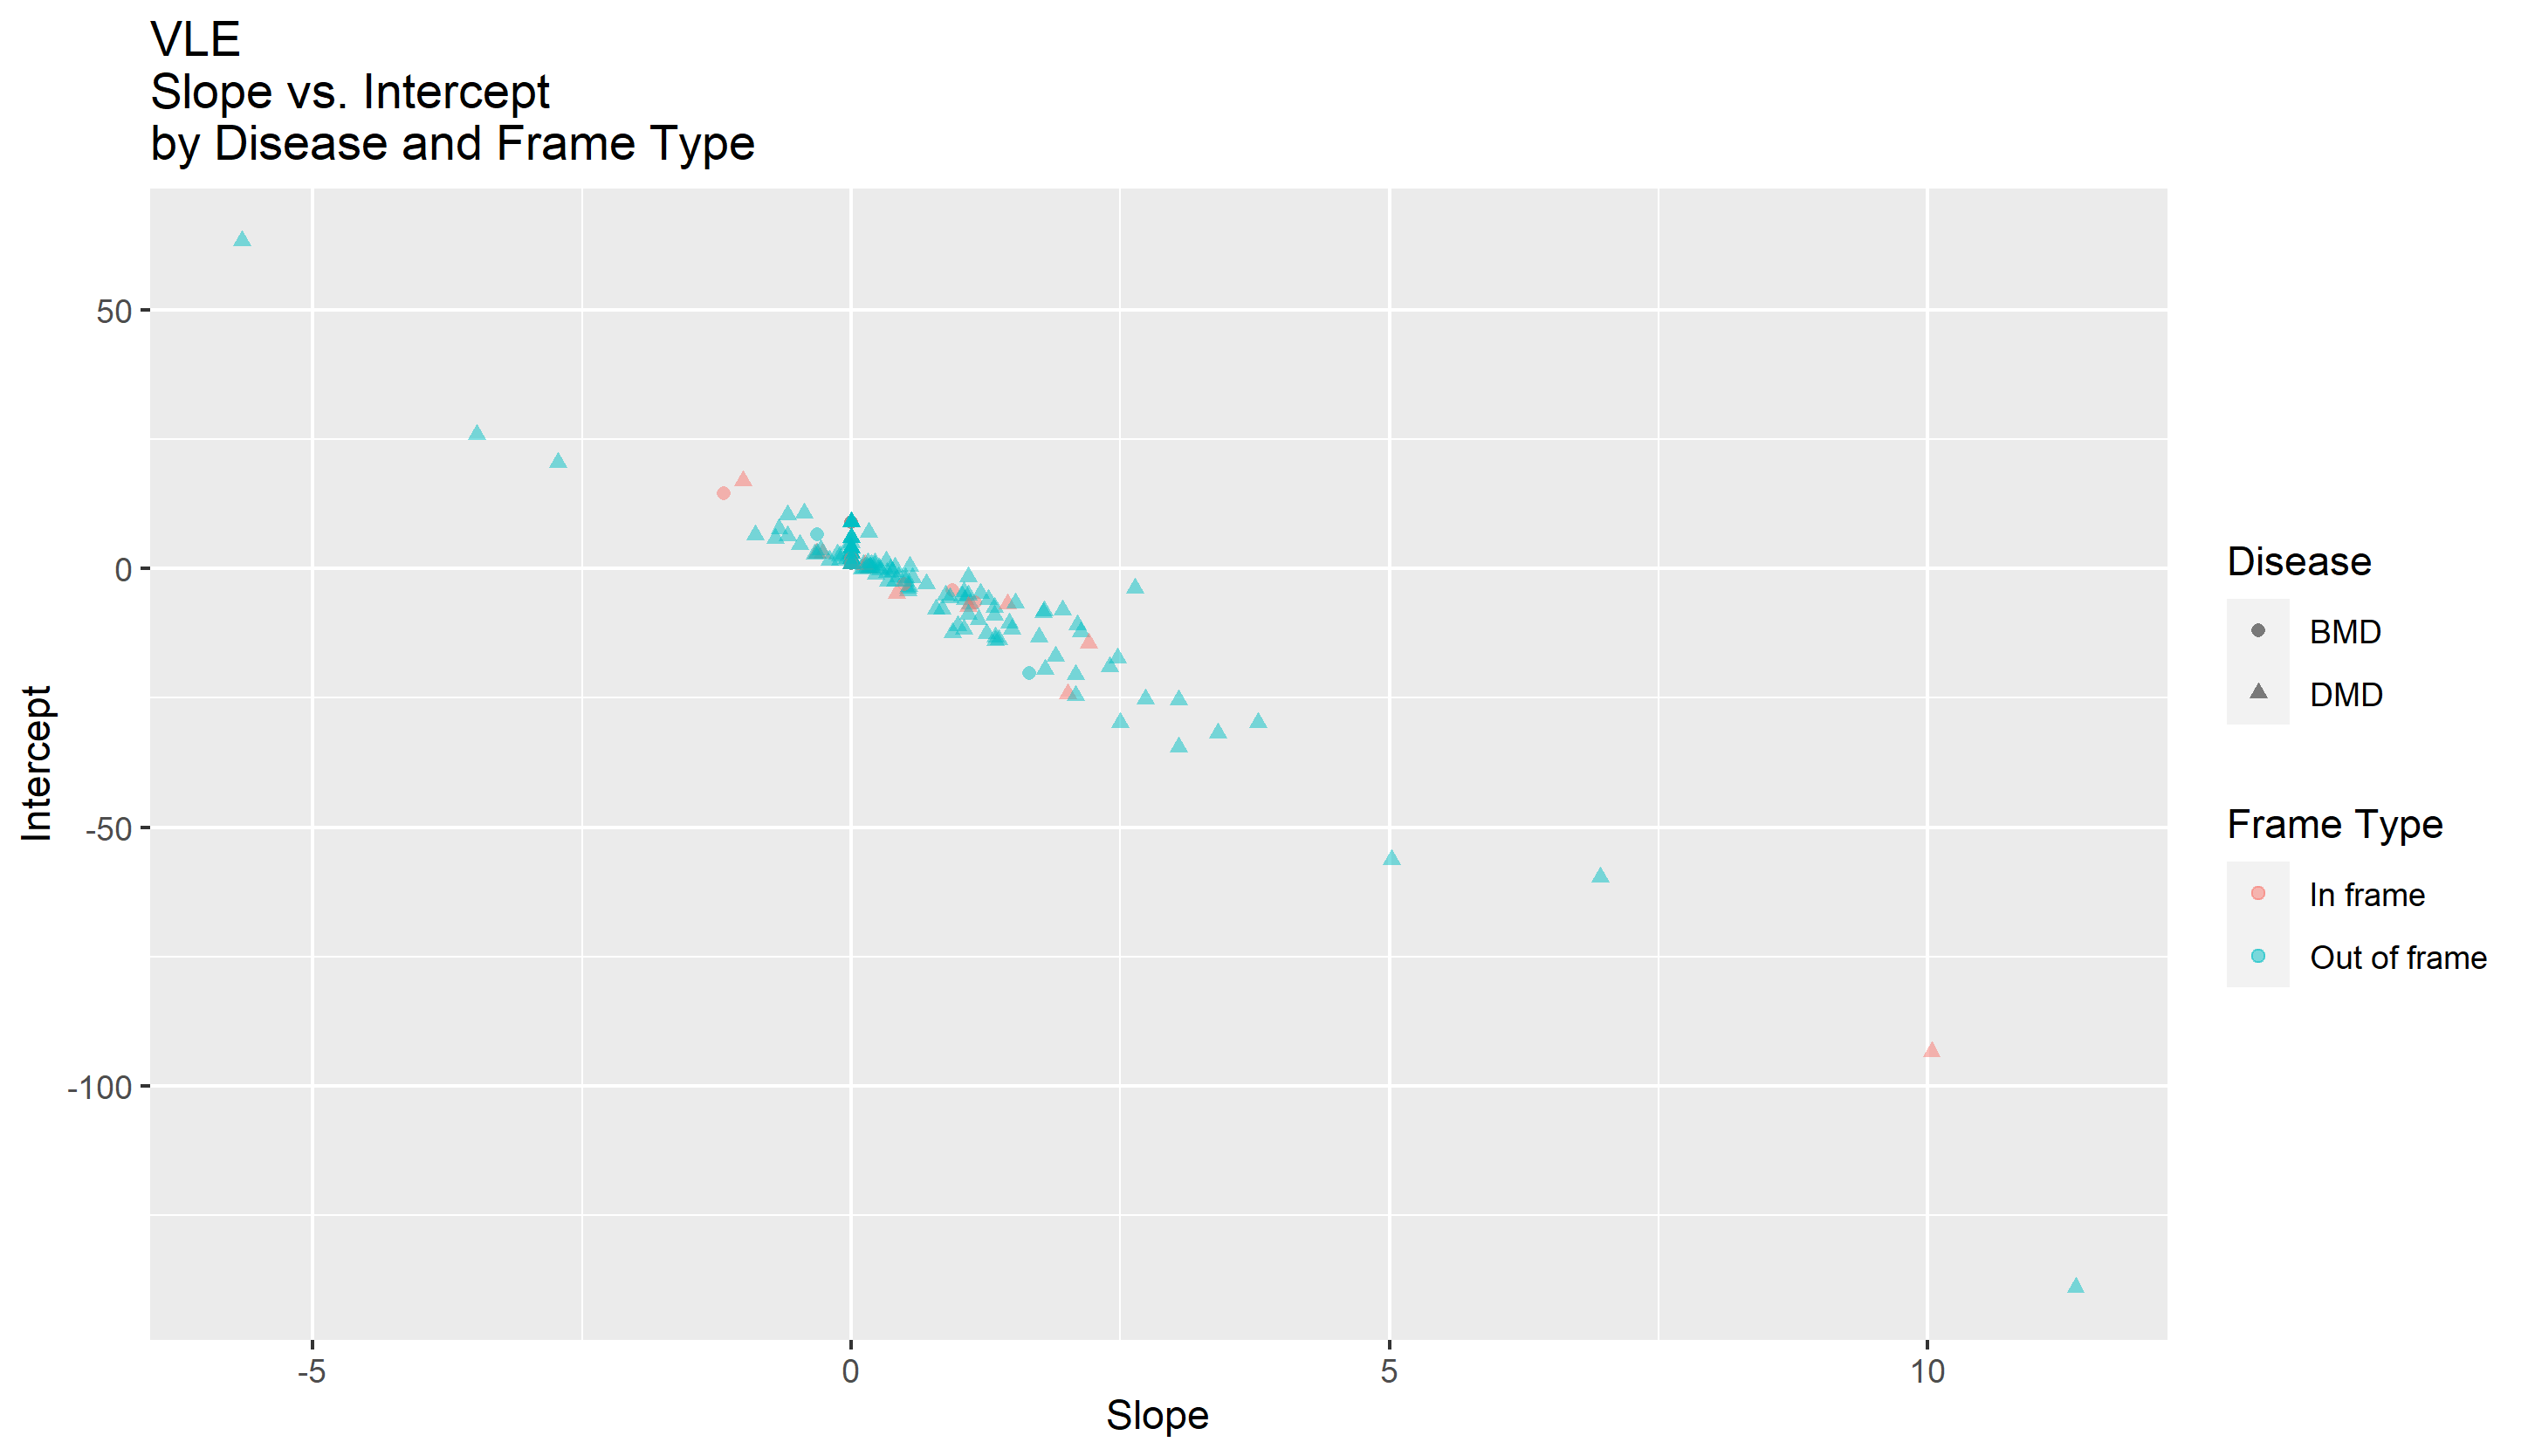 VLE
Slope vs. Intercept
by Disease and Frame Type
50
0
-50
-100
Intercept
-5
0
5
10
Slope
Disease
BMD
DMD
Frame Type
In frame
Out of frame